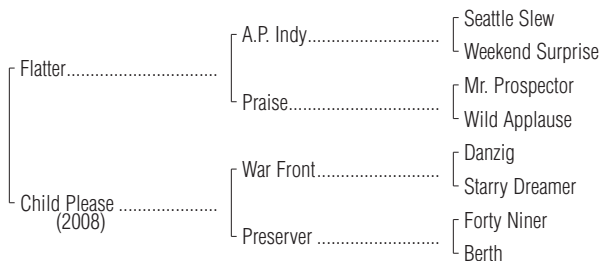 Seattle Slew
A.P. Indy..............................
Weekend Surprise
Flatter.................................
Mr. Prospector
Praise..............................................
Wild Applause
Danzig
War Front...........................
Starry Dreamer
Child Please .....................
(2008)
Forty Niner
Preserver ...........................
Berth